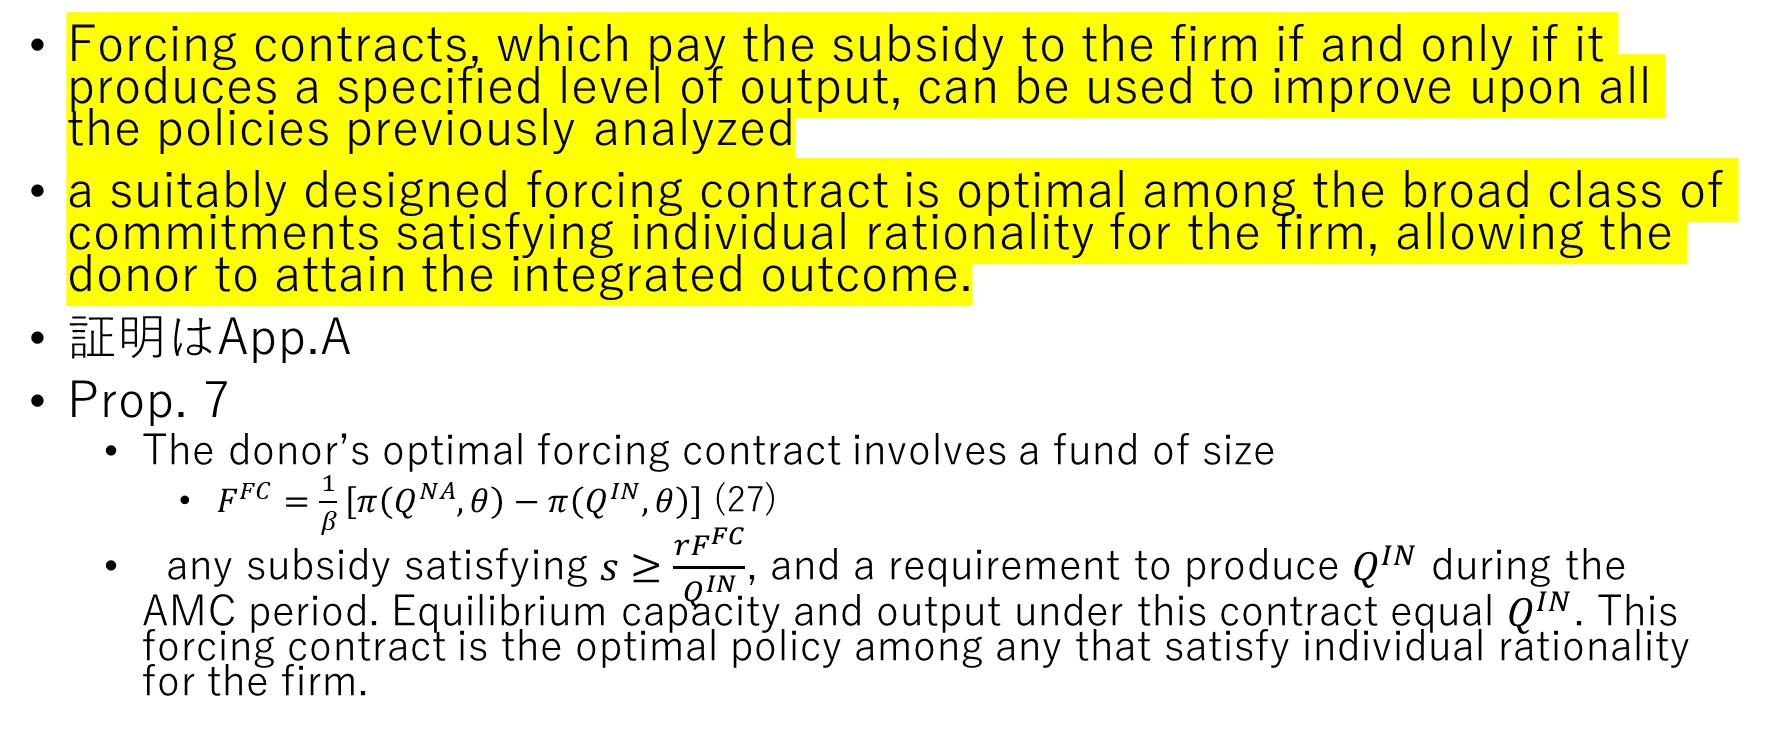 • Forcing contracts, which pay the subsidy to the firm if and only if it
produces a specified level of output, can be used to improve upon all
the policies previously analyzed
• a suitably designed forcing contract is optimal among the broad class of
commitments satisfying individual rationality for the firm, allowing the
donor to attain the integrated outcome.
• 証明はApp.A
• Prop. 7
• The donor’s optimal forcing contract involves a fund of size
• F^{FC} = \frac{1}{β} [π(Q^{NA}, θ) − π(Q^{IN}, θ)] (27)
• any subsidy satisfying s ≥ \frac{rF^{FC}}{Q^{IN}}, and a requirement to produce Q^{IN} during the
AMC period. Equilibrium capacity and output under this contract equal Q^{IN}. This
forcing contract is the optimal policy among any that satisfy individual rationality
for the firm.